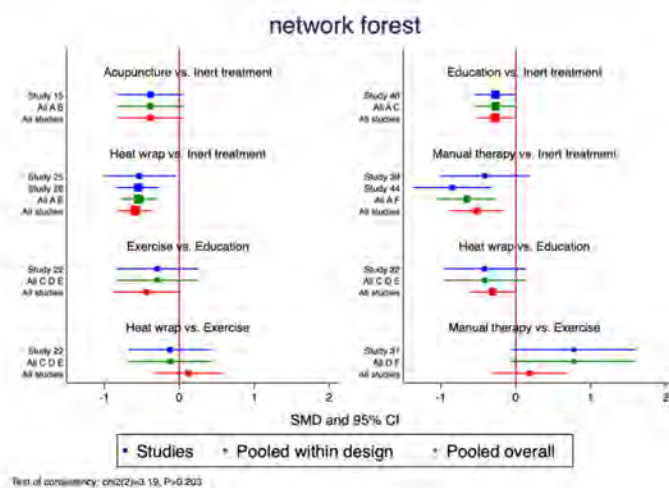 network forest
Acupuncture vs. Inert treatment
Study 15
All A B
All studies
Heat wrap vs. Inert treatment
Study 25
Study 26
All A E
All studies
Exercise vs. Education
Study 22
All C D E
All studies
Heat wrap vs. Exercise
Study 22
All C D E
All studies
-1
0
1
2
Education vs. Inert treatment
Study 40
All A C
All studies
Manual therapy vs. Inert treatment
Study 39
Study 44
All A F
All studies
Heat wrap vs. Education
Study 22
All C D E
All studies
Manual therapy vs. Exercise
Study 31
All D F
All studies
-1
0
1
2
SMD and 95% CI
Studies
Pooled within design
Pooled overall
Test of consistency: chi2(2)=3.19, P=0.203